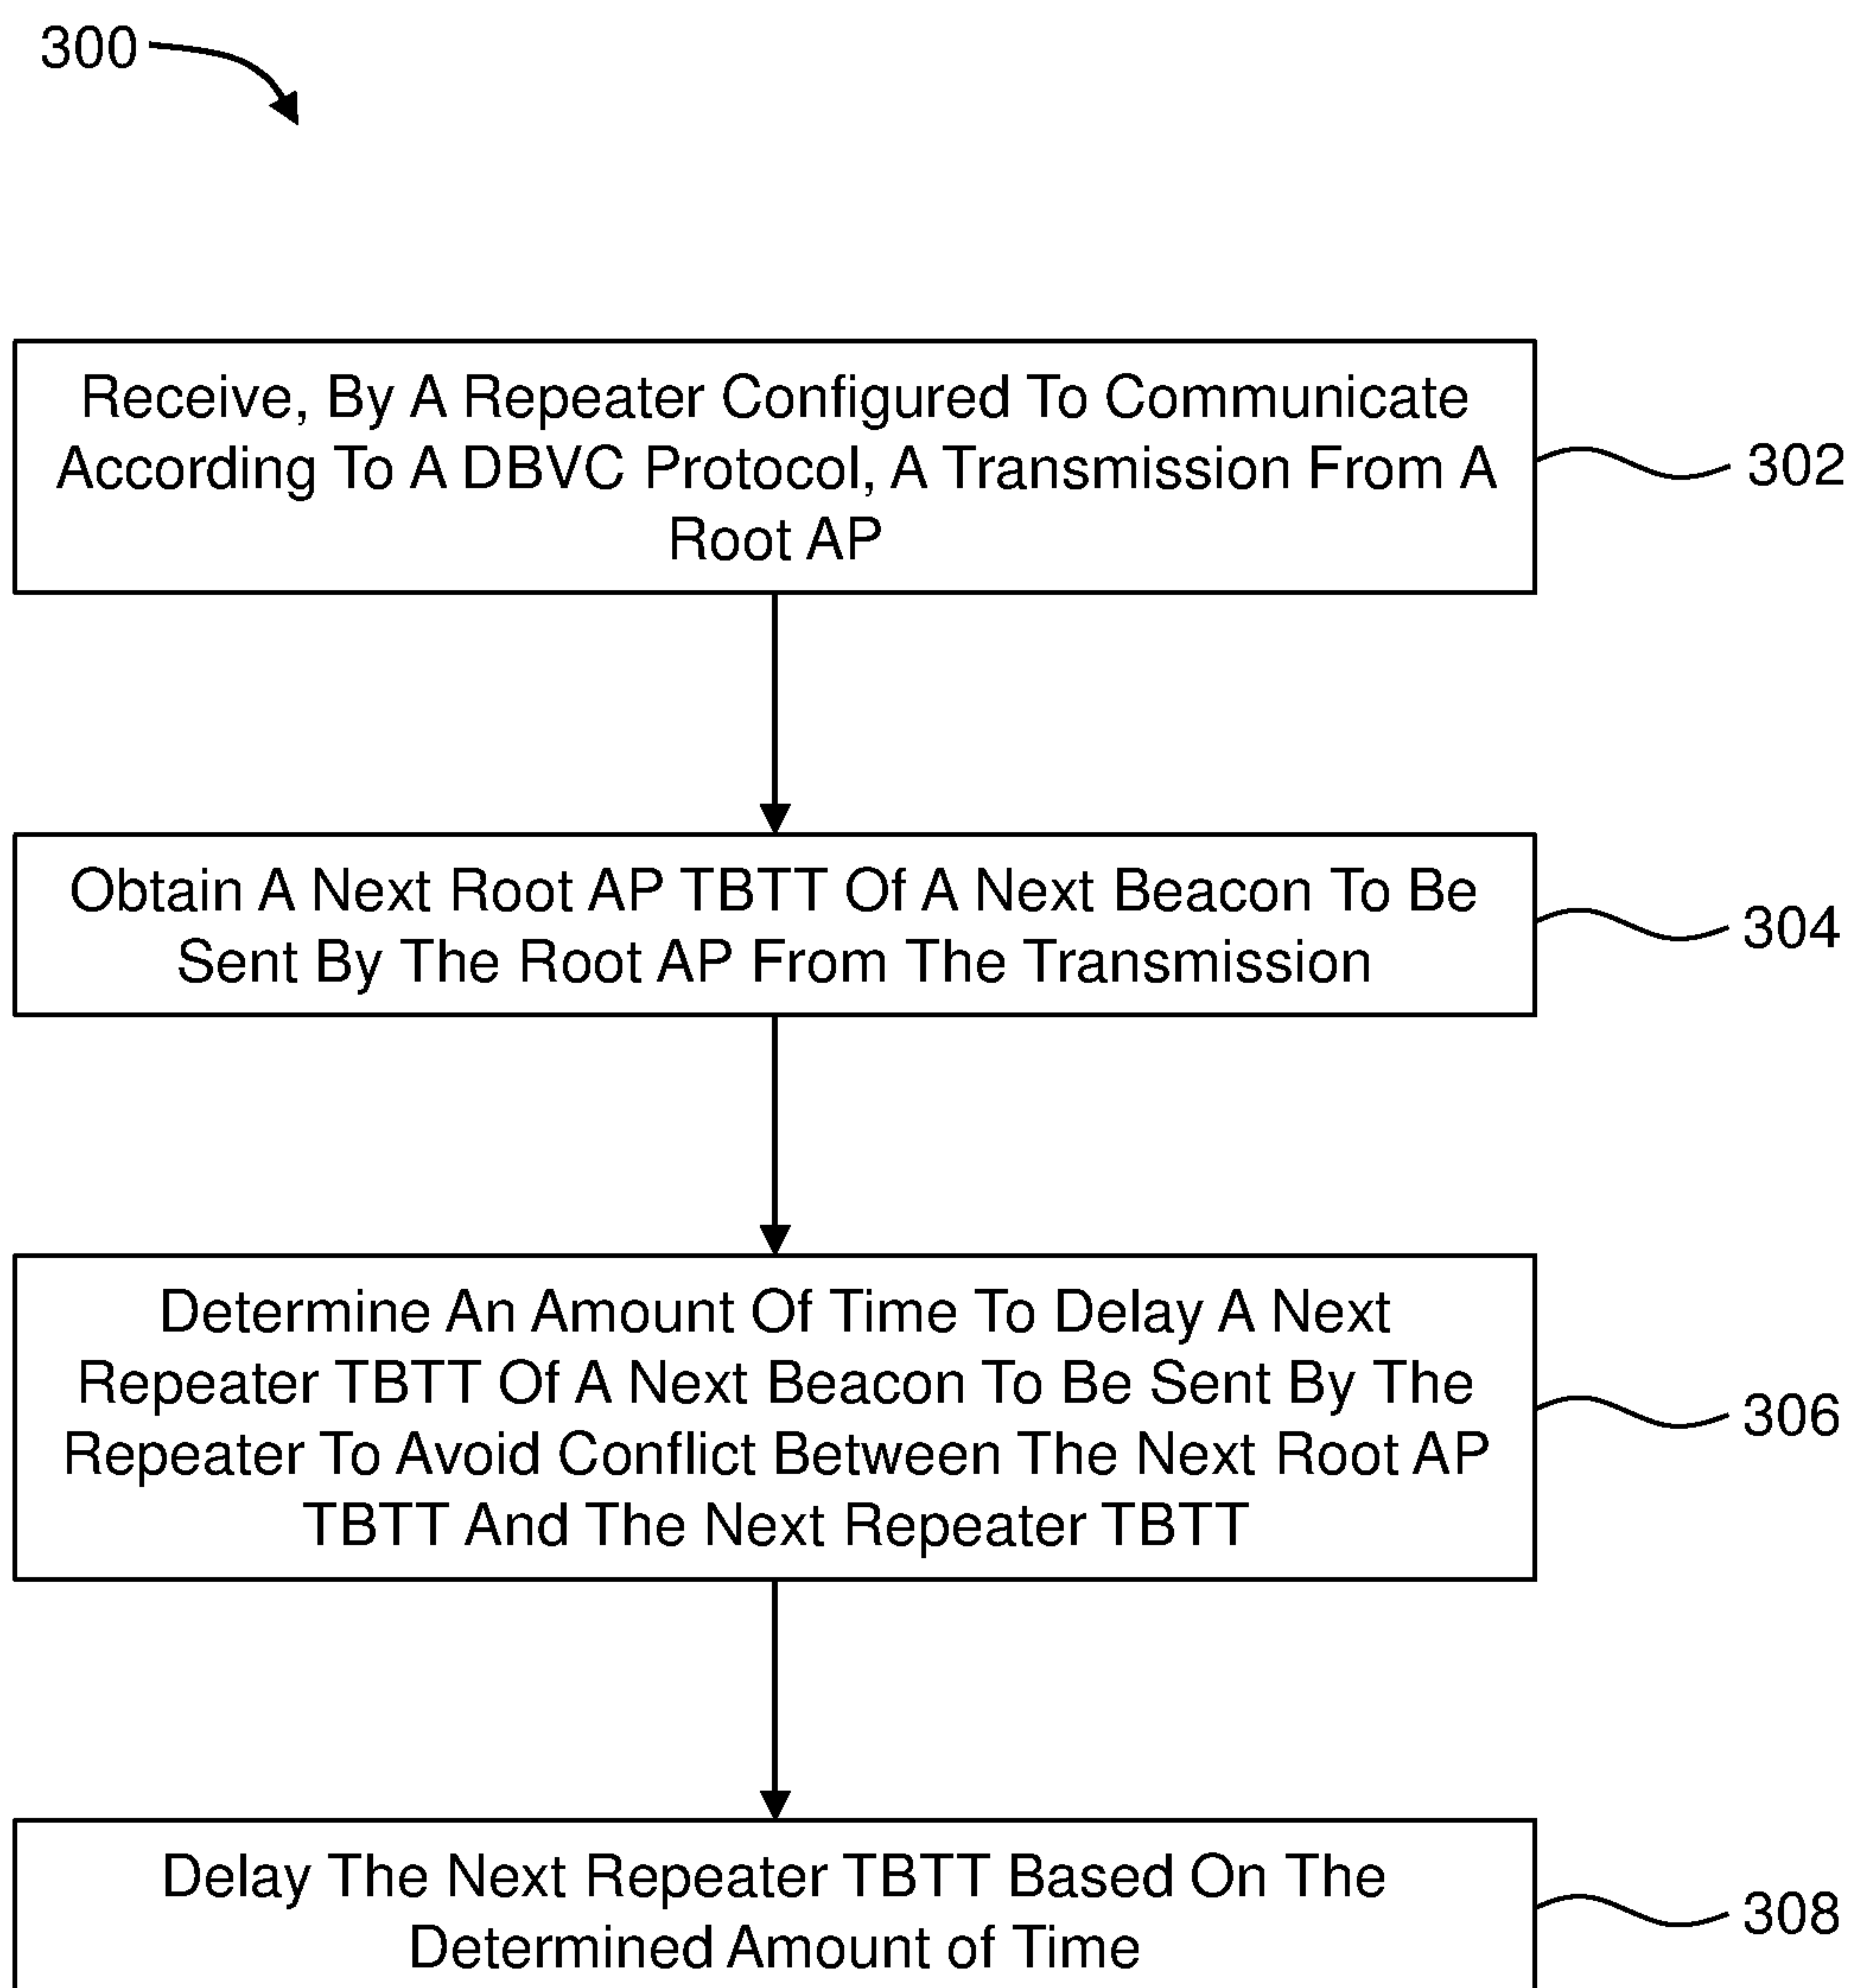 300
Receive, By A Repeater Configured To Communicate
According To A DBVC Protocol, A Transmission From A
Root AP
302
Obtain A Next Root AP TBTT Of A Next Beacon To Be
Sent By The Root AP From The Transmission
304
Determine An Amount Of Time To Delay A Next
Repeater TBTT Of A Next Beacon To Be Sent By The
Repeater To Avoid Conflict Between The Next Root AP
TBTT And The Next Repeater TBTT
306
Delay The Next Repeater TBTT Based On The
Determined Amount of Time
308